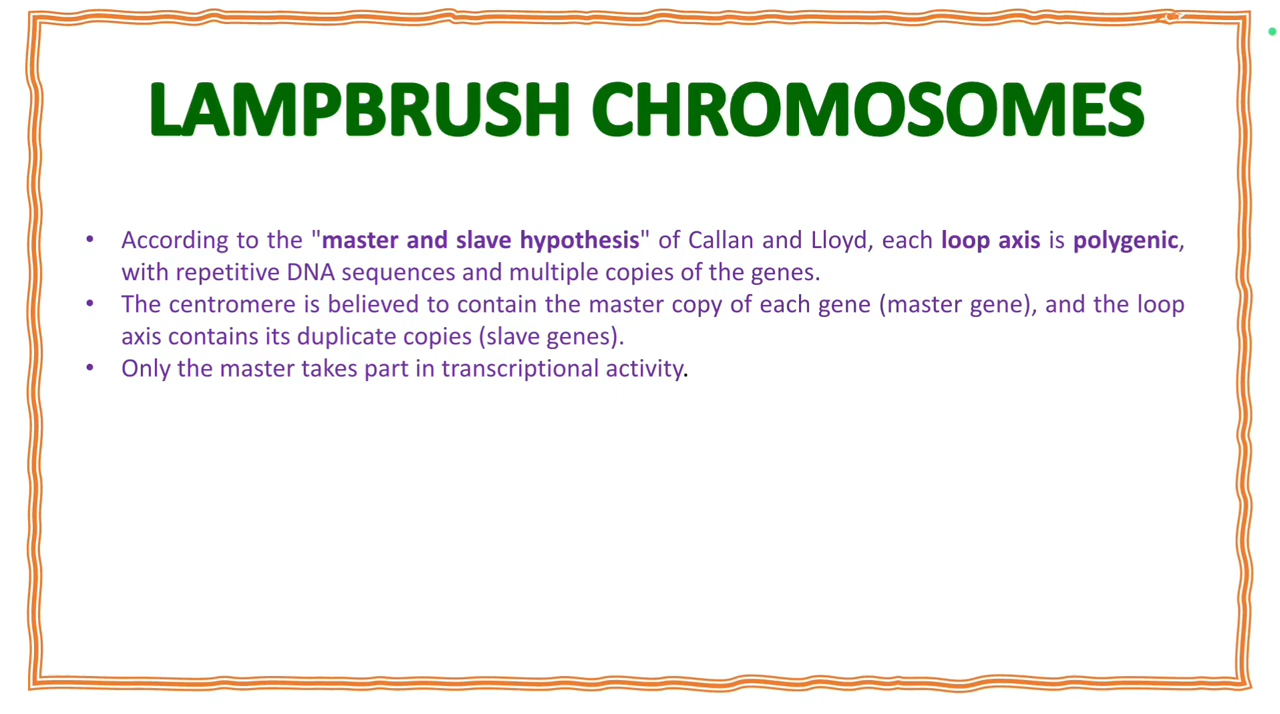 LAMPBRUSH CHROMOSOMES
• According to the "master and slave hypothesis" of Callan and Lloyd, each loop axis is polygenic,
with repetitive DNA sequences and multiple copies of the genes.
• The centromere is believed to contain the master copy of each gene (master gene), and the loop
axis contains its duplicate copies (slave genes).
• Only the master takes part in transcriptional activity.